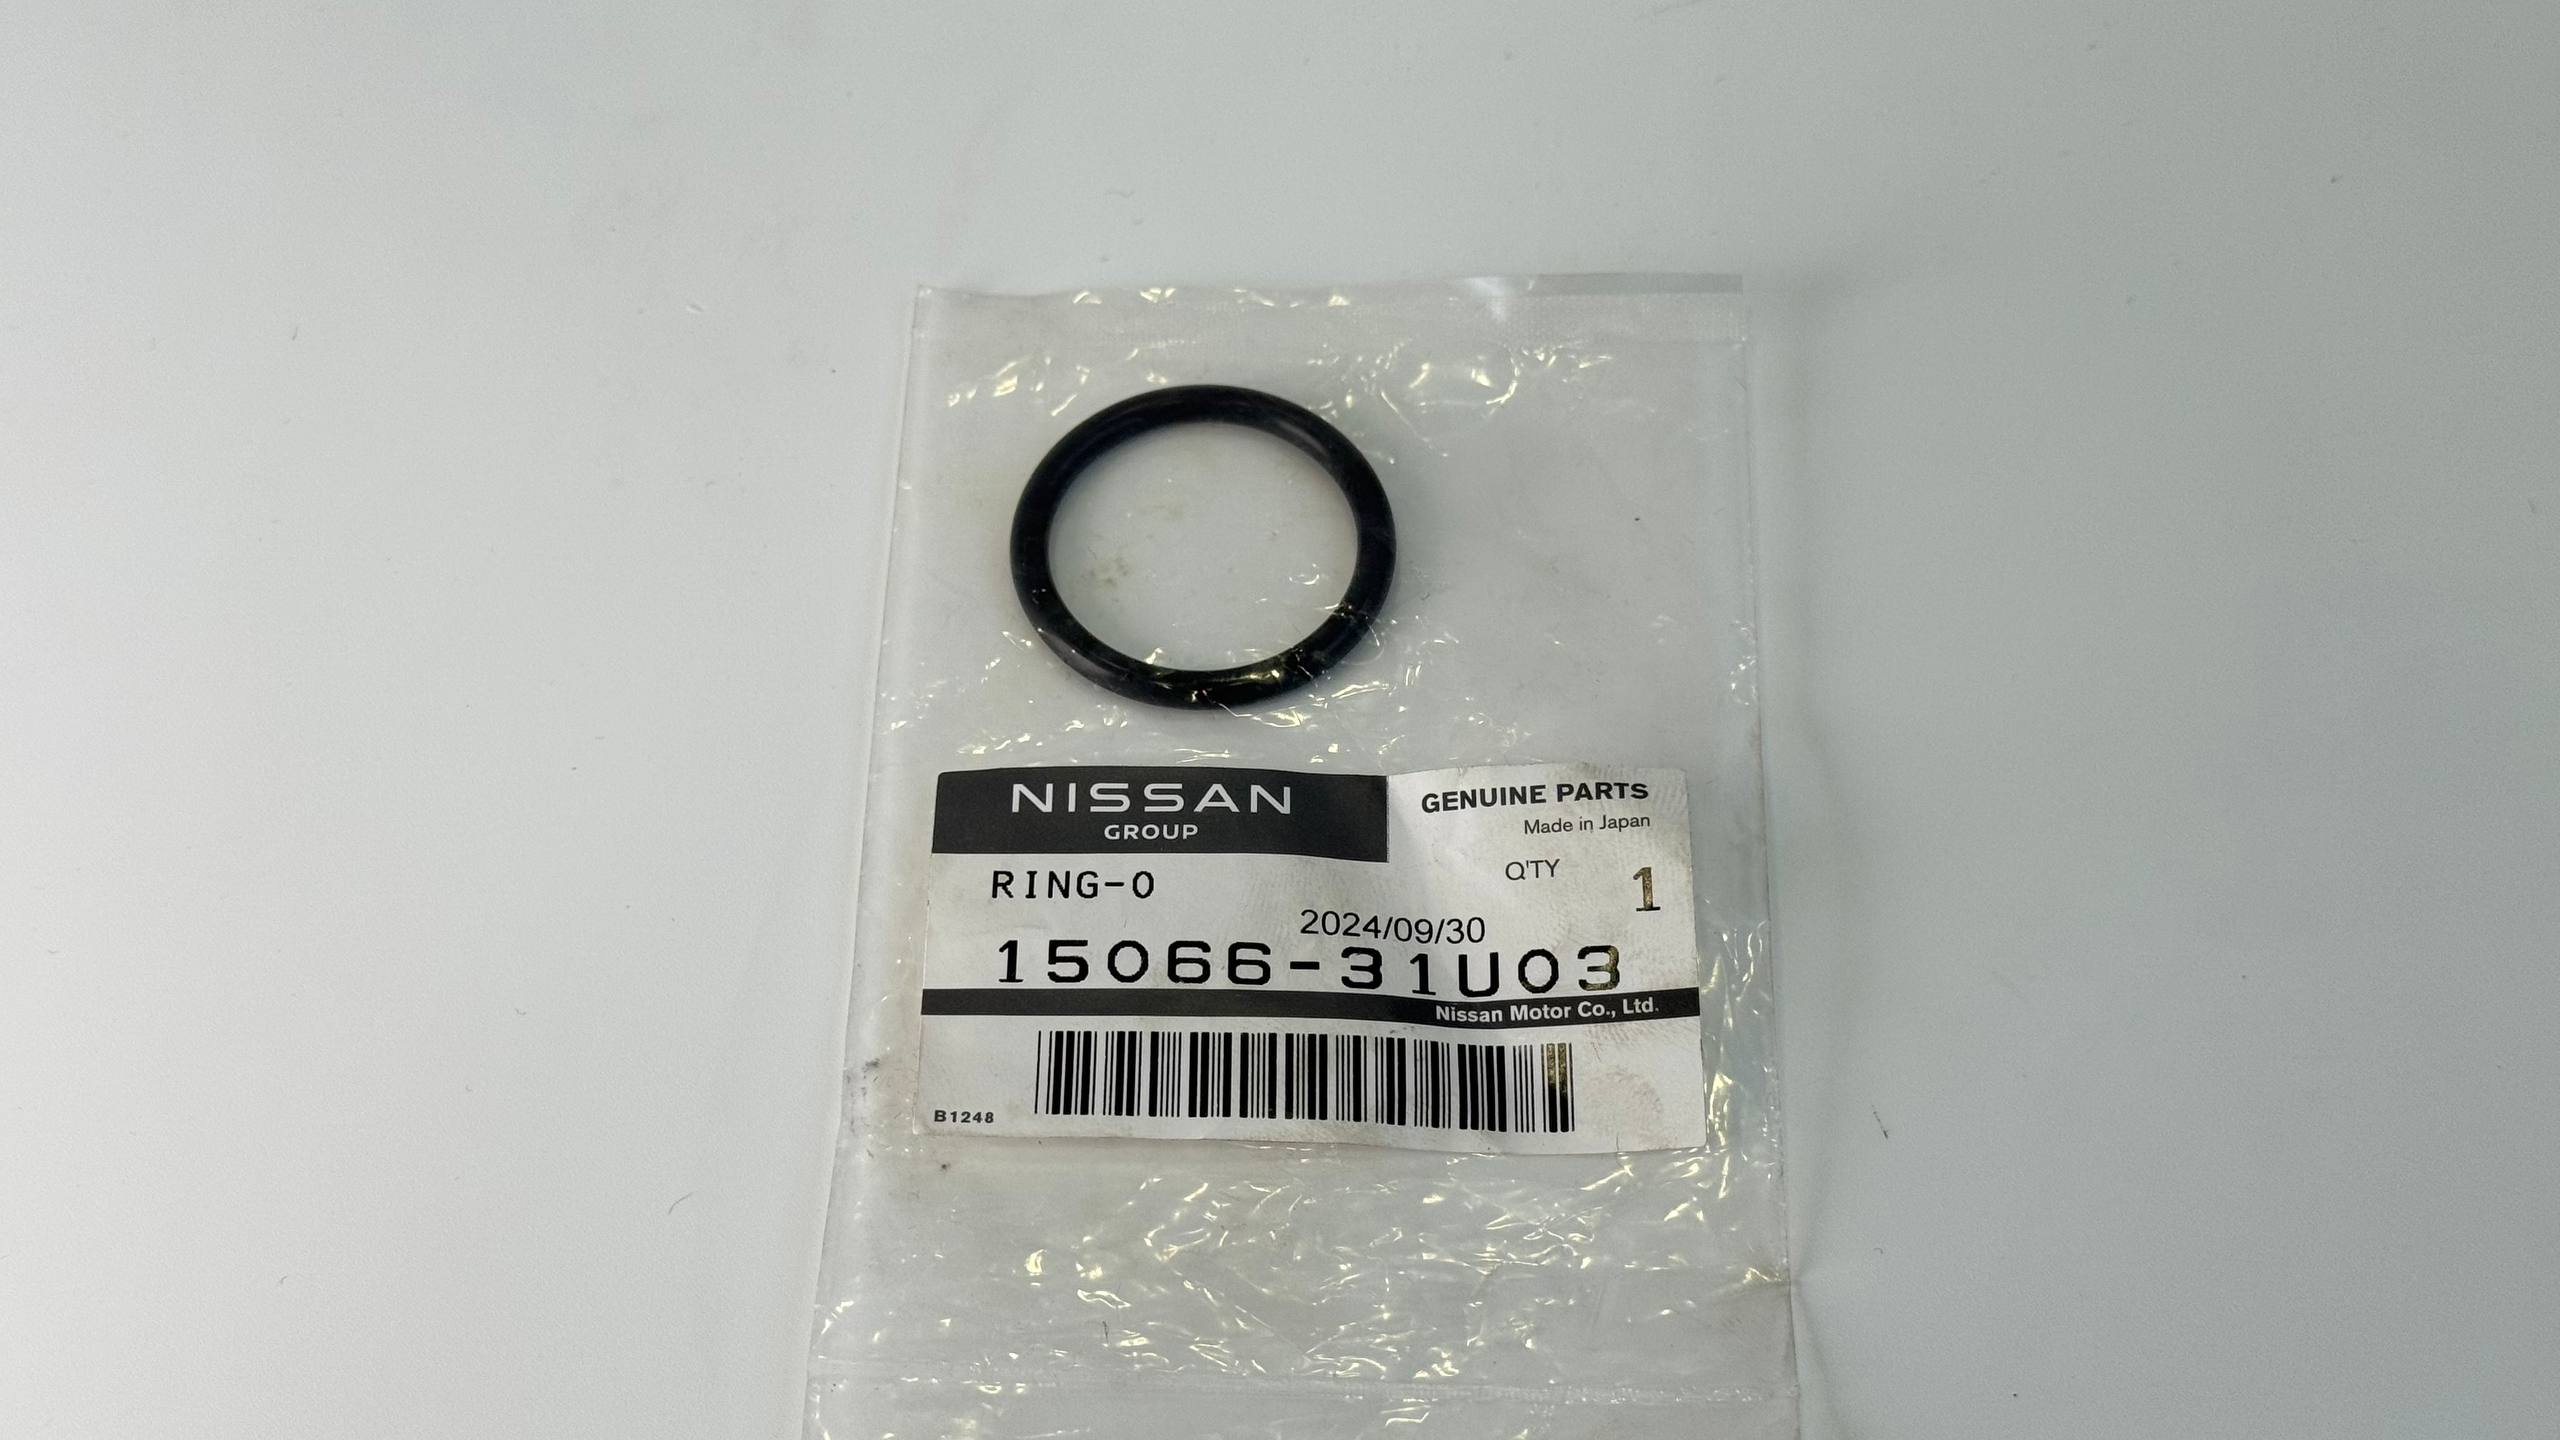 NISSAN
GROUP
GENUINE PARTS
Made in Japan
RING-O
Q'TY 1
2024/09/30
15066-31U03
Nissan Motor Co., Ltd.
B1248